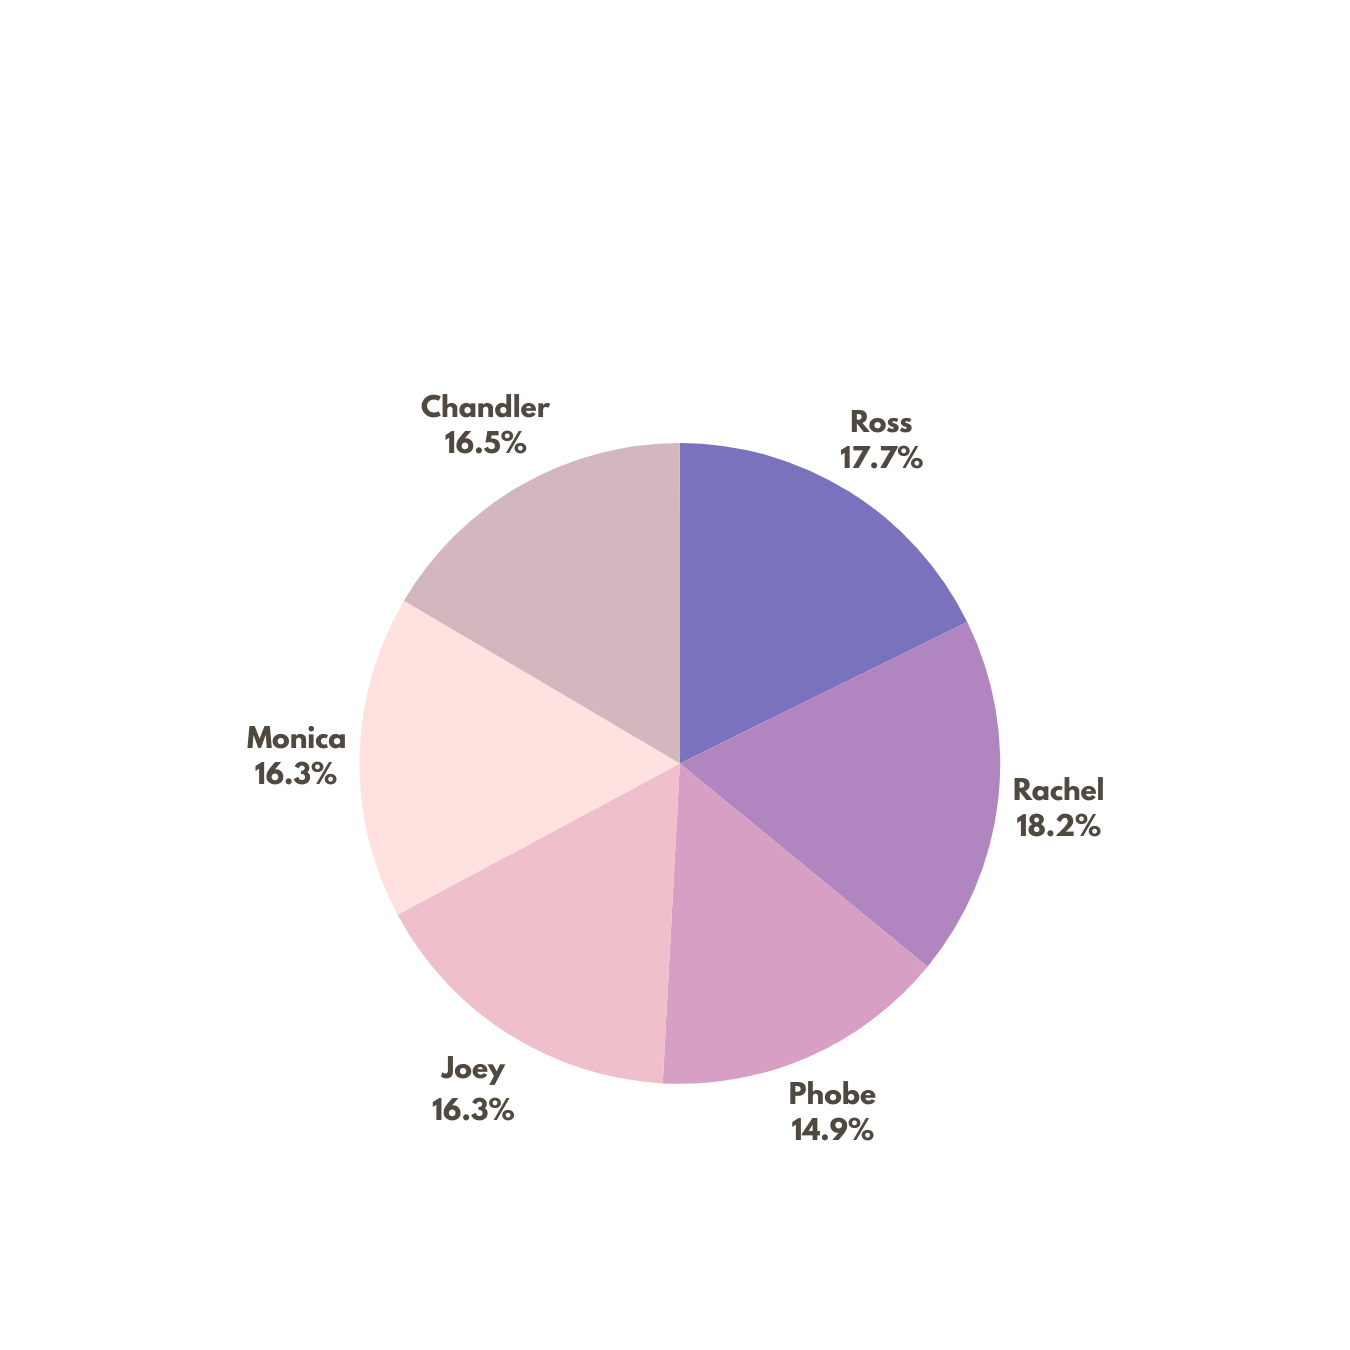 Chandler
16.5%
Ross
17.7%
Monica
16.3%
Rachel
18.2%
Joey
16.3%
Phobe
14.9%